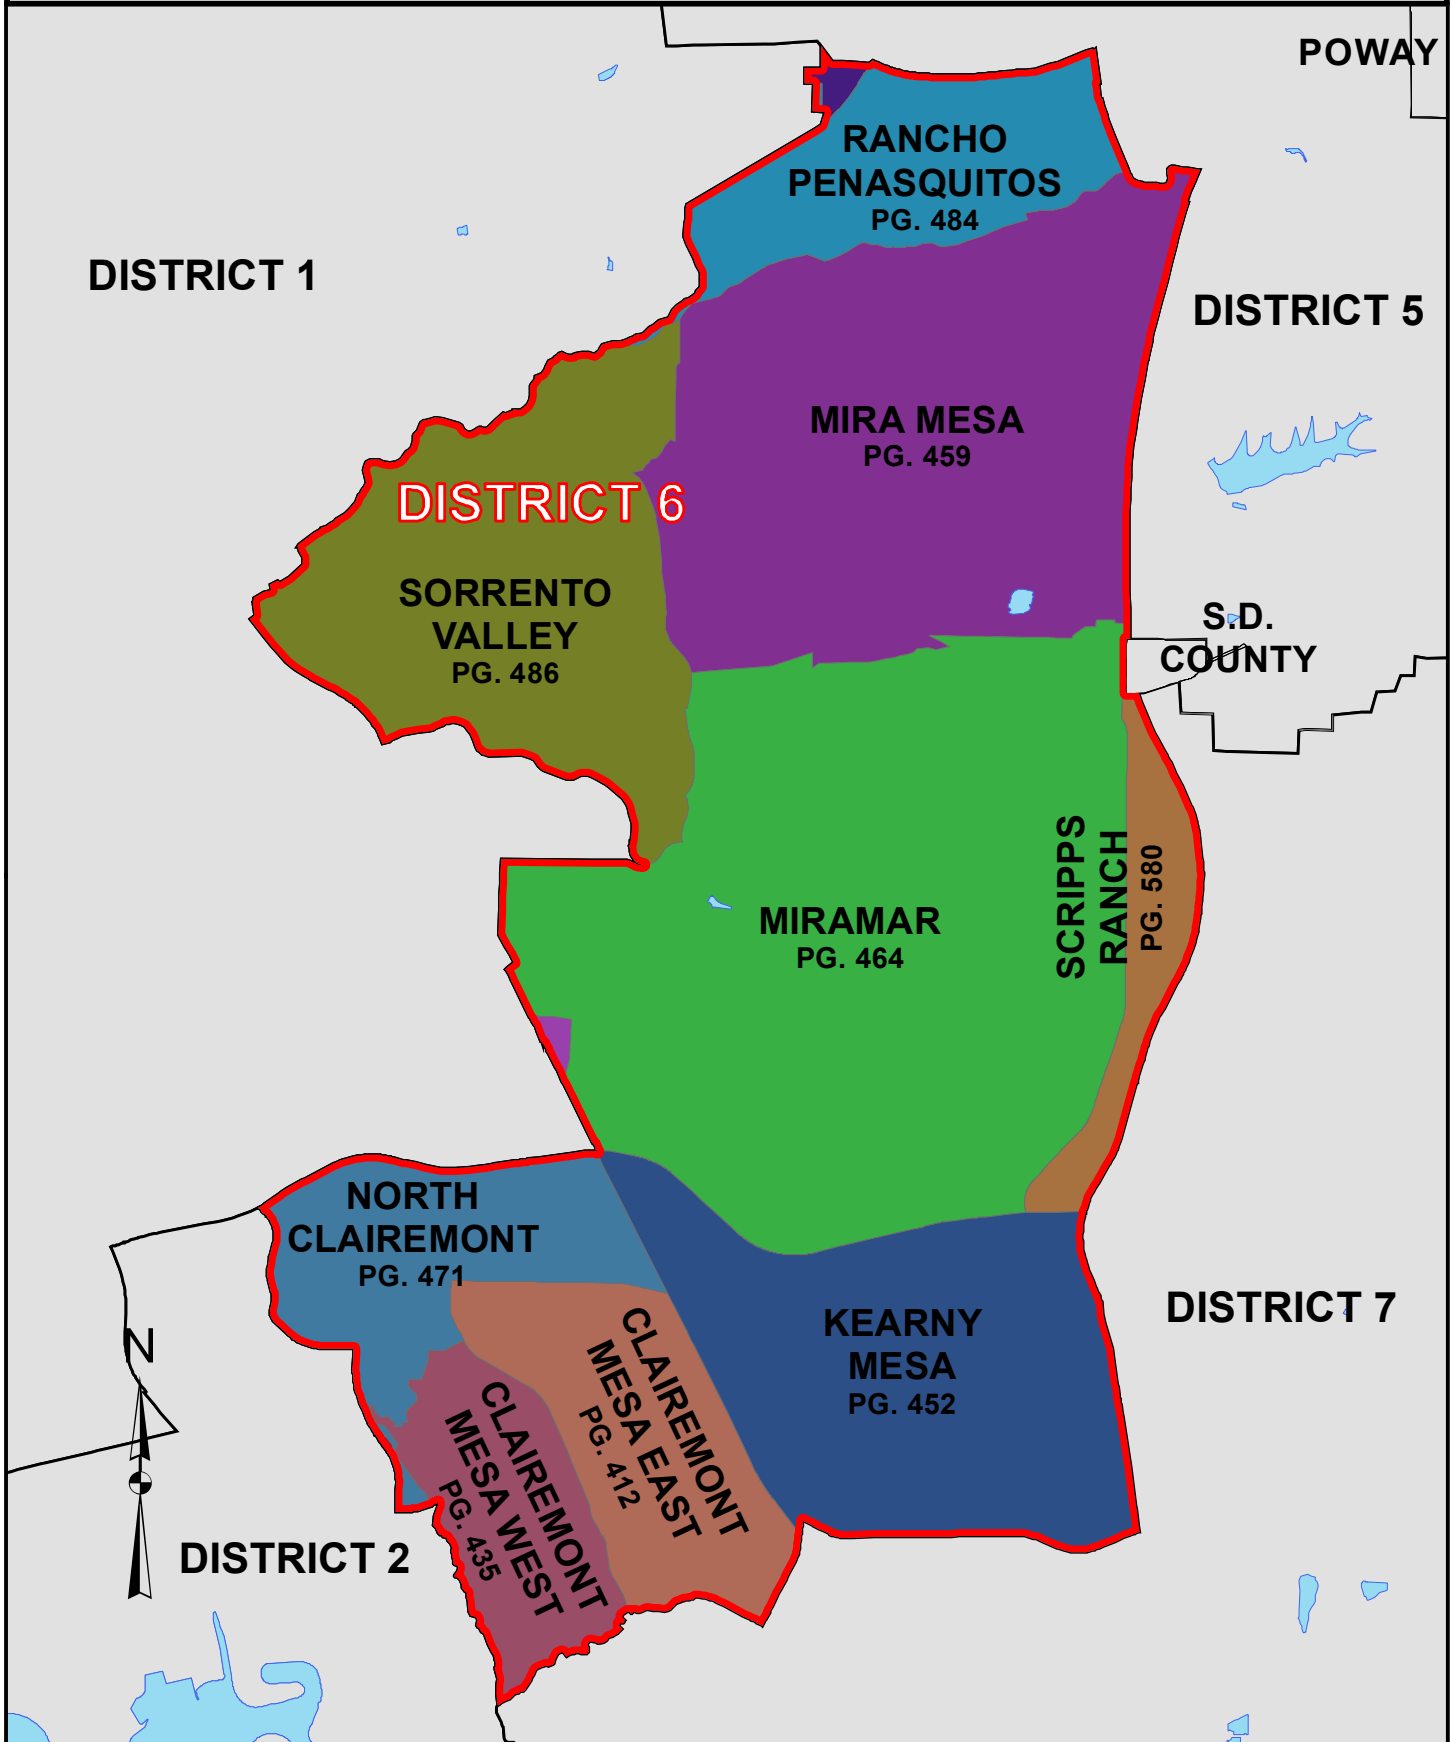 POWAY
RANCHO
PENASQUITOS
PG. 484
DISTRICT 1
DISTRICT 5
MIRA MESA
PG. 459
DISTRICT 6
SORRENTO
VALLEY
PG. 486
S.D.
COUNTY
SCRIPPS
RANCH
PG. 580
MIRAMAR
PG. 464
NORTH
CLAIREMONT
PG. 471
DISTRICT 7
KEARNY
MESA
PG. 452
N
CLAIREMONT
MESA EAST
PG. 412
CLAIREMONT
MESA WEST
PG. 435
DISTRICT 2